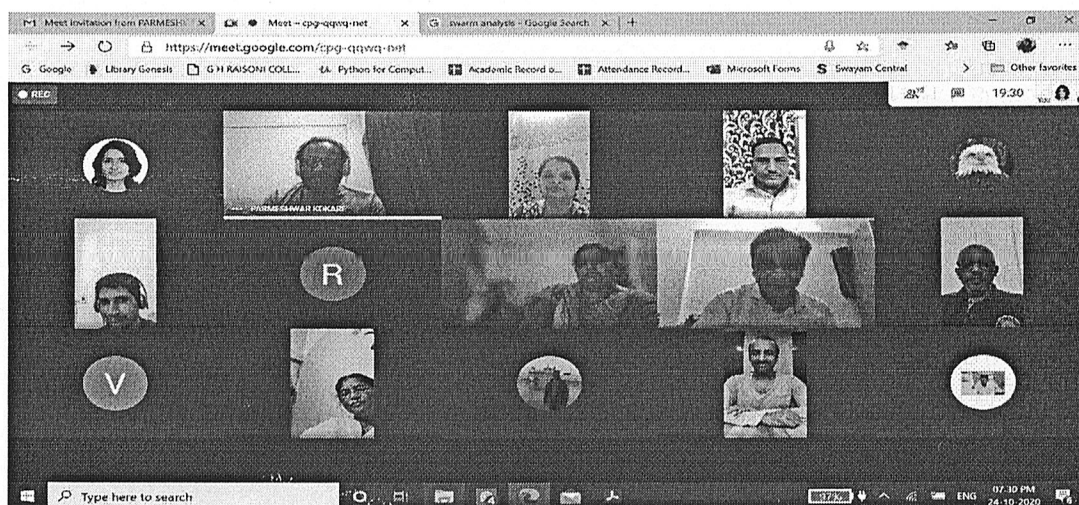 Meet Invitation from PARMESH
Meet – cpg-qqwq-net
swarm analysis - Google Search
https://meet.google.com/cpg-qqwq-net
Google
Library Genesis
G H RAISONI COLL...
Python for Comput...
Academic Record o...
Attendance Record...
Microsoft Forms
Swayam Central
Other favorites
REC
19.30
You
PARMESHWAR
R
V
Type here to search
ENG
07:30 PM
24-10-2020